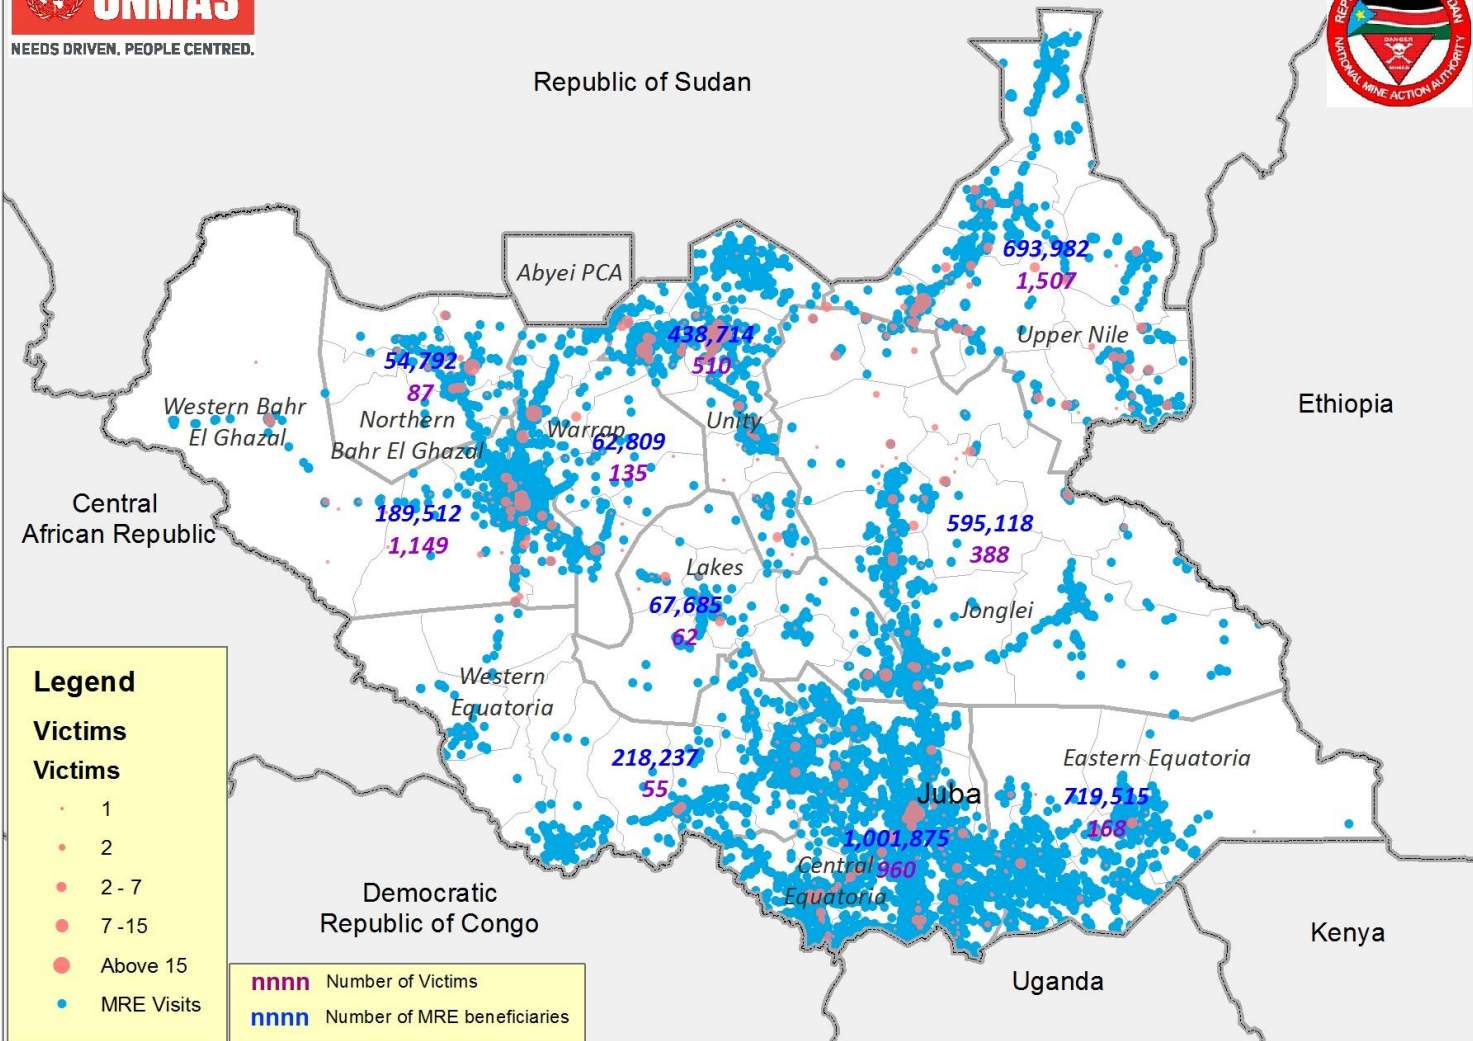 UNMAS
NEEDS DRIVEN. PEOPLE CENTRED.
NATIONAL MINE ACTION AUTHORITY
DANGER
Republic of Sudan
Abyei PCA
693,982
1,507
Upper Nile
438,714
510
Unity
54,792
87
Northern
Bahr El Ghazal
Western Bahr
El Ghazal
Warrap
62,809
135
Ethiopia
Central
African Republic
189,512
1,149
595,118
388
Jonglei
Lakes
67,685
62
Western
Equatoria
218,237
55
Eastern Equatoria
719,515
168
Juba
1,001,875
960
Central
Equatoria
Democratic
Republic of Congo
Kenya
Uganda
Legend
Victims
Victims
1
2
2 - 7
7 -15
Above 15
MRE Visits
nnnn Number of Victims
nnnn Number of MRE beneficiaries